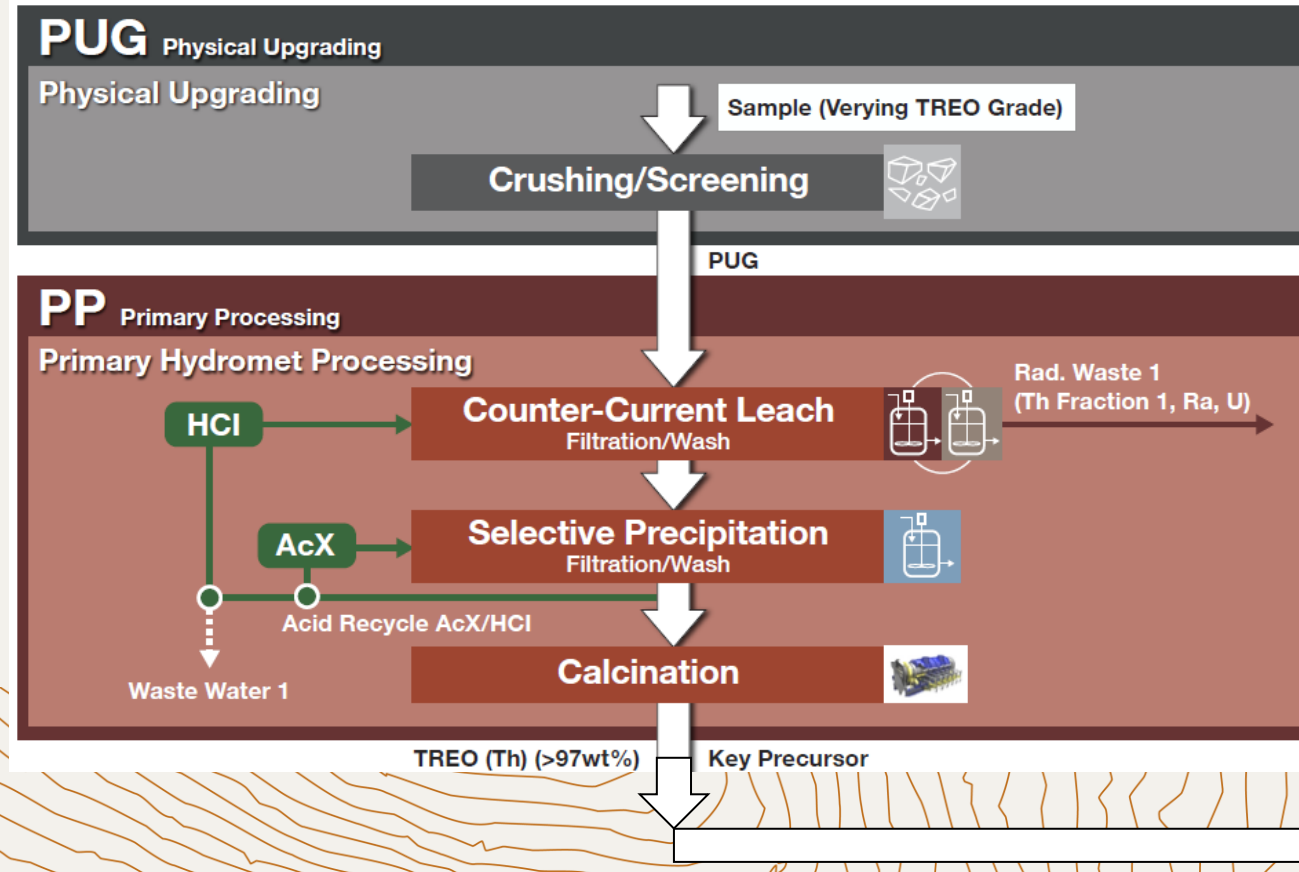 PUG Physical Upgrading
Physical Upgrading
Sample (Verying TREO Grade)
Crushing/Screening
PUG
PP Primary Processing
Primary Hydromet Processing
Rad. Waste 1
(Th Fraction 1, Ra, U)
HCl
Counter-Current Leach
Filtration/Wash
AcX
Selective Precipitation
Filtration/Wash
Acid Recycle AcX/HCl
Waste Water 1
Calcination
TREO (Th) (>97wt%)
Key Precursor